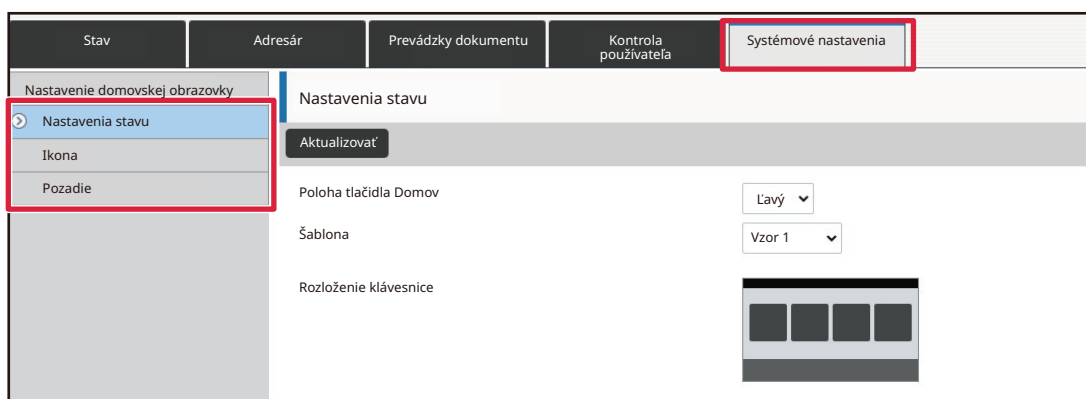 Stav
Adresár
Prevádzky dokumentu
Kontrola
používateľa
Systémové nastavenia
Nastavenie domovskej obrazovky
Nastavenia stavu
Ikona
Pozadie
Nastavenia stavu
Aktualizovať
Poloha tlačidla Domov
Ľavý
Šablona
Vzor 1
Rozloženie klávesnice